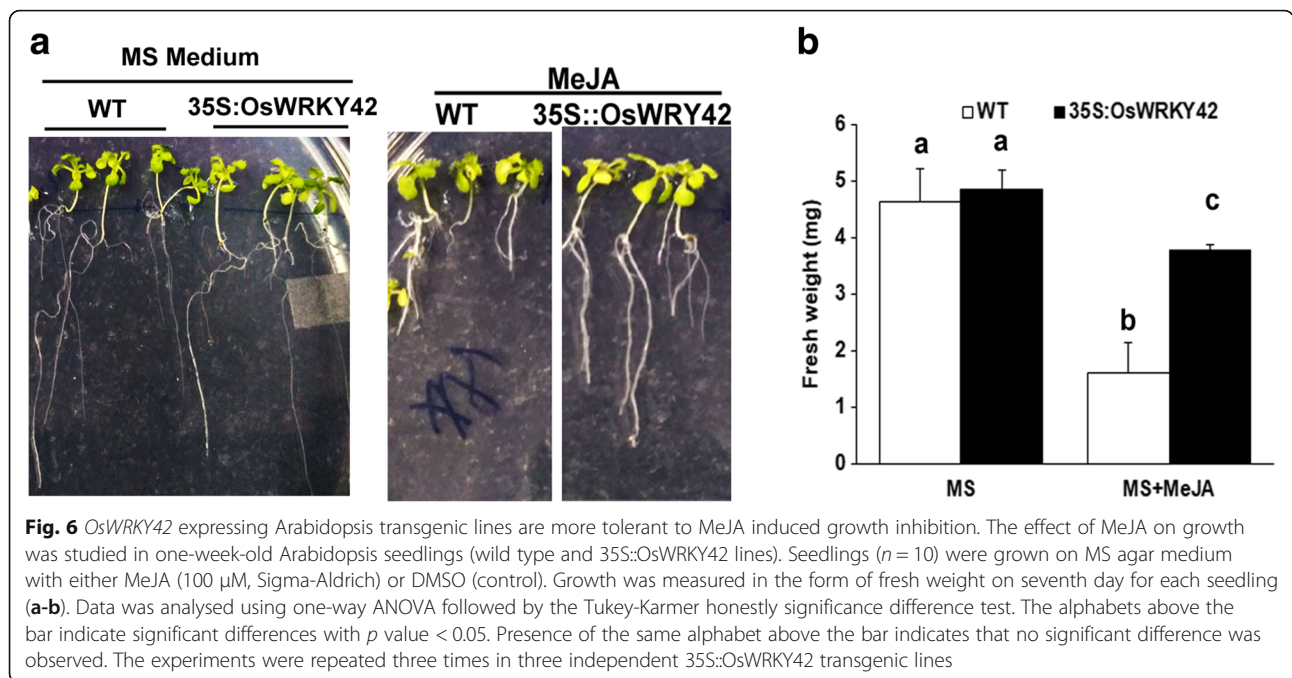 a
MS Medium
WT
35S:OsWRKY42
MeJA
WT
35S::OsWRY42
b
WT
35S:OsWRKY42
6
5
4
3
2
1
0
Fresh weight (mg)
a
a
b
c
MS
MS+MeJA
Fig. 6 OsWRKY42 expressing Arabidopsis transgenic lines are more tolerant to MeJA induced growth inhibition. The effect of MeJA on growth
was studied in one-week-old Arabidopsis seedlings (wild type and 35S::OsWRKY42 lines). Seedlings (n = 10) were grown on MS agar medium
with either MeJA (100 μM, Sigma-Aldrich) or DMSO (control). Growth was measured in the form of fresh weight on seventh day for each seedling
(a-b). Data was analysed using one-way ANOVA followed by the Tukey-Karmer honestly significance difference test. The alphabets above the
bar indicate significant differences with p value < 0.05. Presence of the same alphabet above the bar indicates that no significant difference was
observed. The experiments were repeated three times in three independent 35S::OsWRKY42 transgenic lines